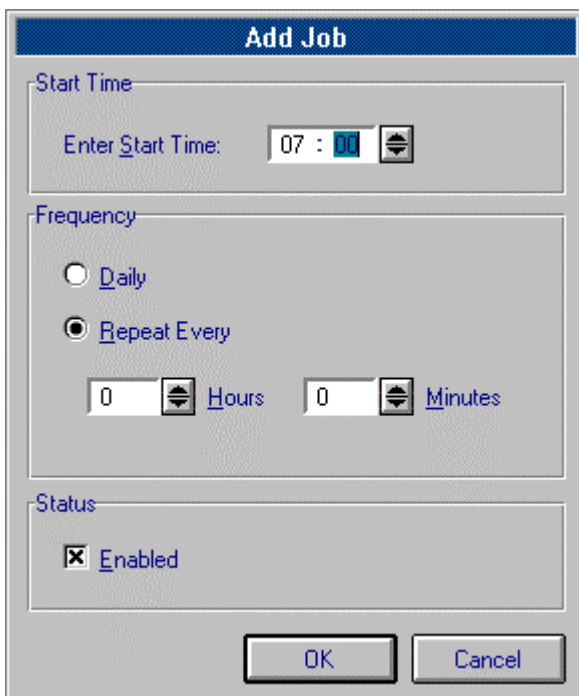 Add Job
Start Time
Enter Start Time: 07 : 00
Frequency
Daily
Repeat Every
0 Hours 0 Minutes
Status
Enabled
OK Cancel